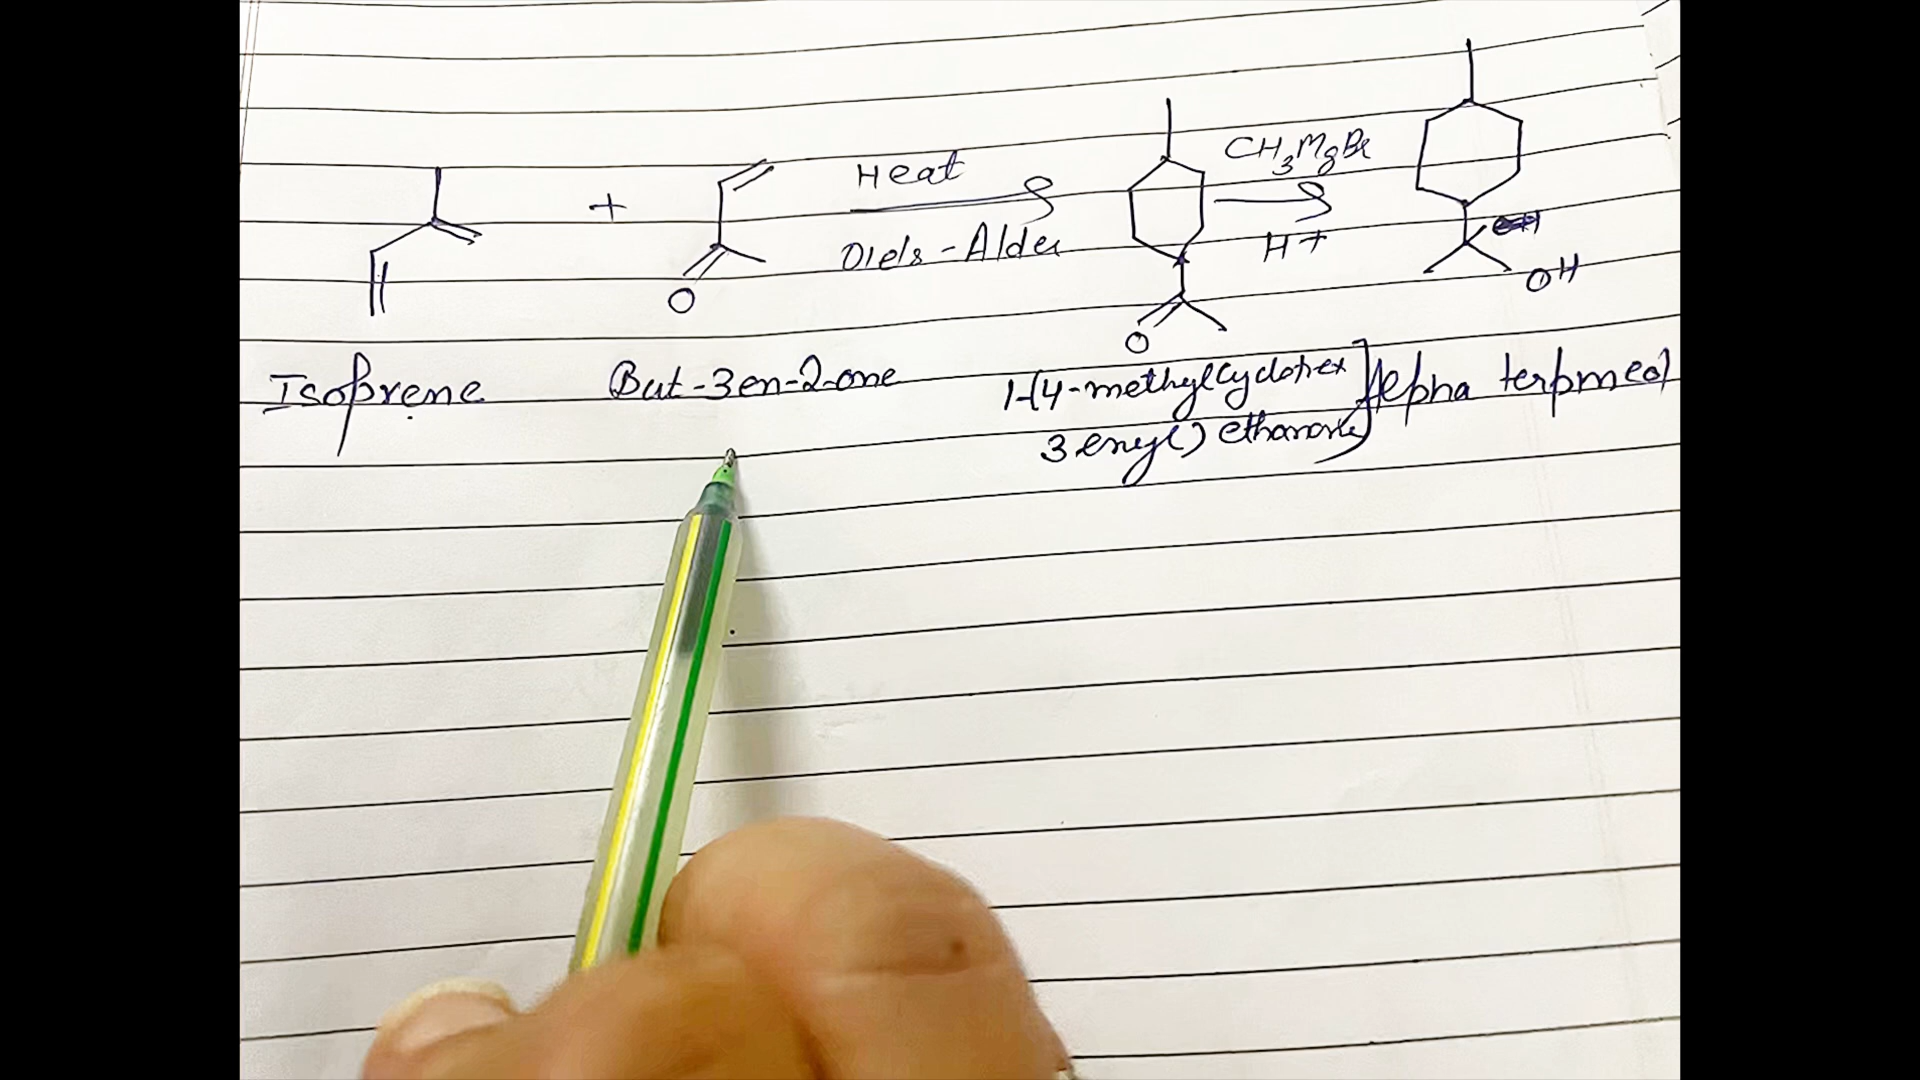 Heat
CH3MgBr
+
Diels-Alder
H+
O
OH
O
Isoprene
But-3en-2-one
1-(4-methylcyclohex
3enyl) ethanone
Alpha terpineol